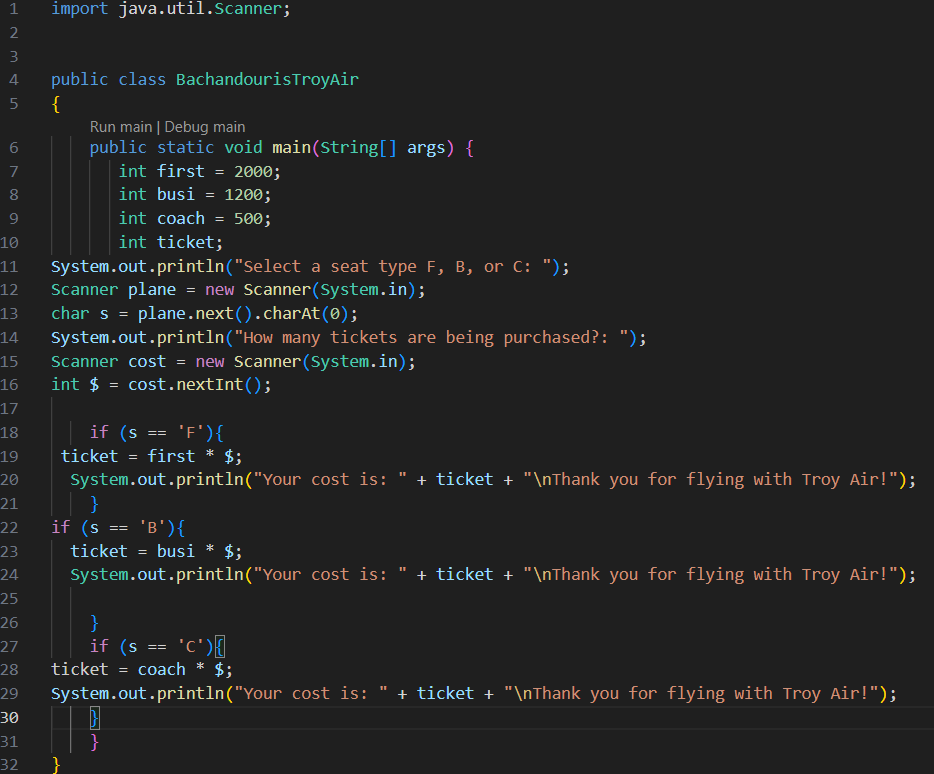 1 import java.util.Scanner;
2
3
4 public class BachandourisTroyAir
5 {
Run main | Debug main
6 public static void main(String[] args) {
7 int first = 2000;
8 int busi = 1200;
9 int coach = 500;
10 int ticket;
11 System.out.println("Select a seat type F, B, or C: ");
12 Scanner plane = new Scanner(System.in);
13 char s = plane.next().charAt(0);
14 System.out.println("How many tickets are being purchased?: ");
15 Scanner cost = new Scanner(System.in);
16 int $ = cost.nextInt();
17
18 if (s == 'F'){
19 ticket = first * $;
20 System.out.println("Your cost is: " + ticket + "\nThank you for flying with Troy Air!");
21 }
22 if (s == 'B'){
23 ticket = busi * $;
24 System.out.println("Your cost is: " + ticket + "\nThank you for flying with Troy Air!");
25
26 }
27 if (s == 'C'){
28 ticket = coach * $;
29 System.out.println("Your cost is: " + ticket + "\nThank you for flying with Troy Air!");
30 }
31 }
32 }